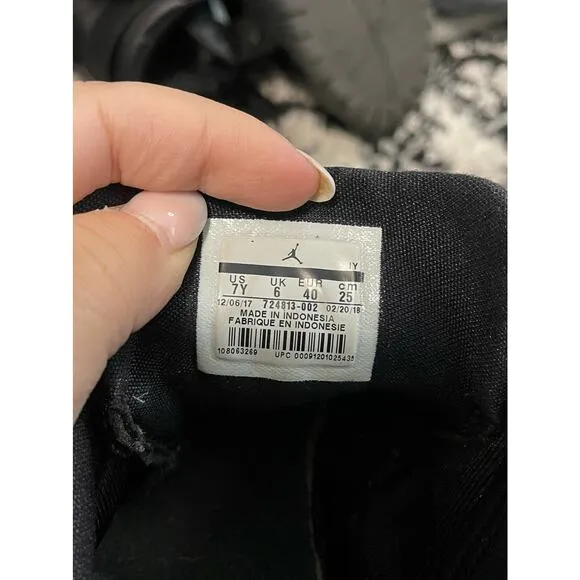 IY
US UK EUR cm
7Y 6 40 25
12/06/17 724813-002 02/20/18
MADE IN INDONESIA
FABRIQUE EN INDONESIE
108063269 UPC 00091201025435